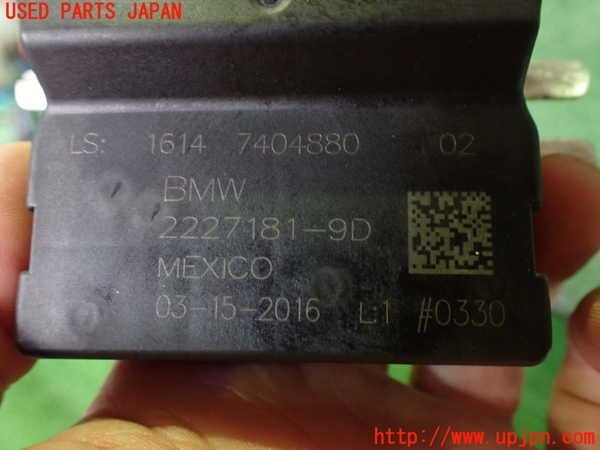 USED PARTS JAPAN
LS: 1614 7404880 02
BMW
2227181-9D
MEXICO
03-15-2016 L:1 #0330
http://www.upjpn.com